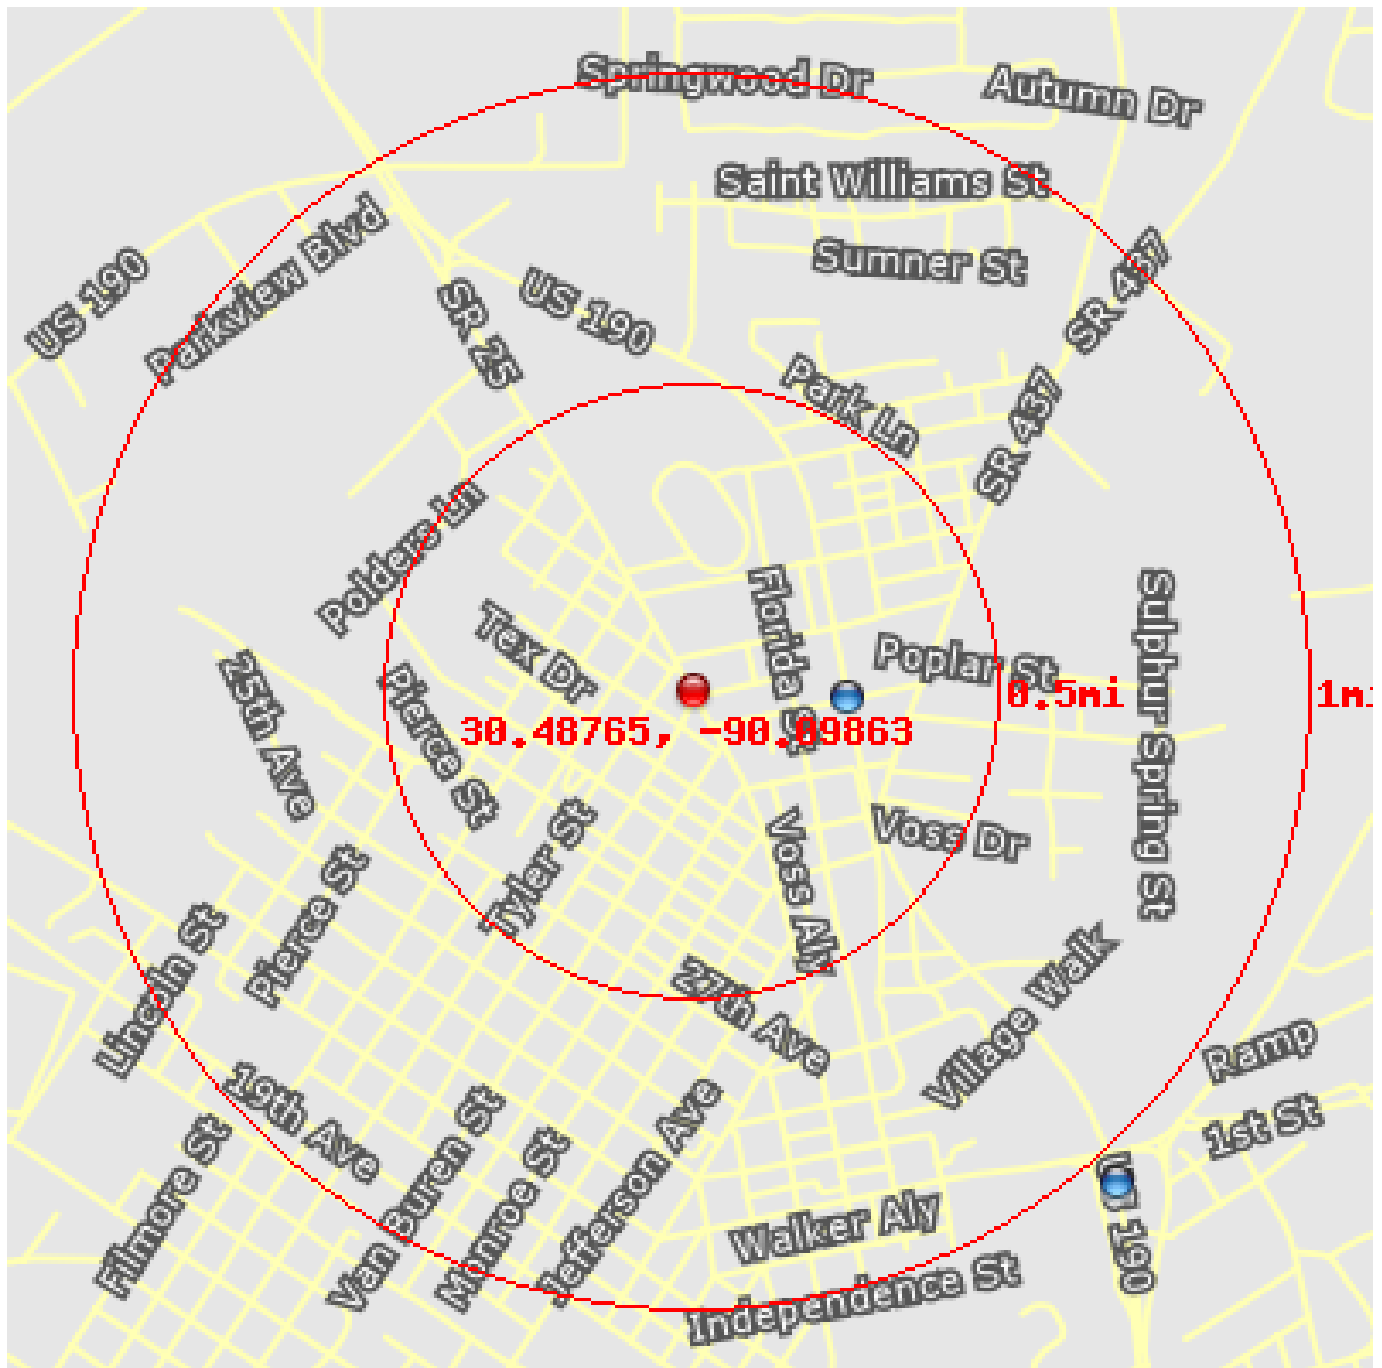 Springwood Dr
Autumn Dr
Saint Williams St
Parkview Blvd
US 190
Sumner St
SR 437
SR 25
US 190
Park Ln
SR 437
Polders Ln
Florida St
Sulphur Spring St
Tex Dr
Poplar St
25th Ave
Pierce St
0.5mi
30.48765, -90.09863
Tyler St
Voss Dr
Voss Aly
Pierce St
Lincoln St
27th Ave
Village Walk
Ramp
19th Ave
1st St
Filmore St
Van Buren St
Monroe St
Jefferson Ave
Walker Aly
Independence St
190